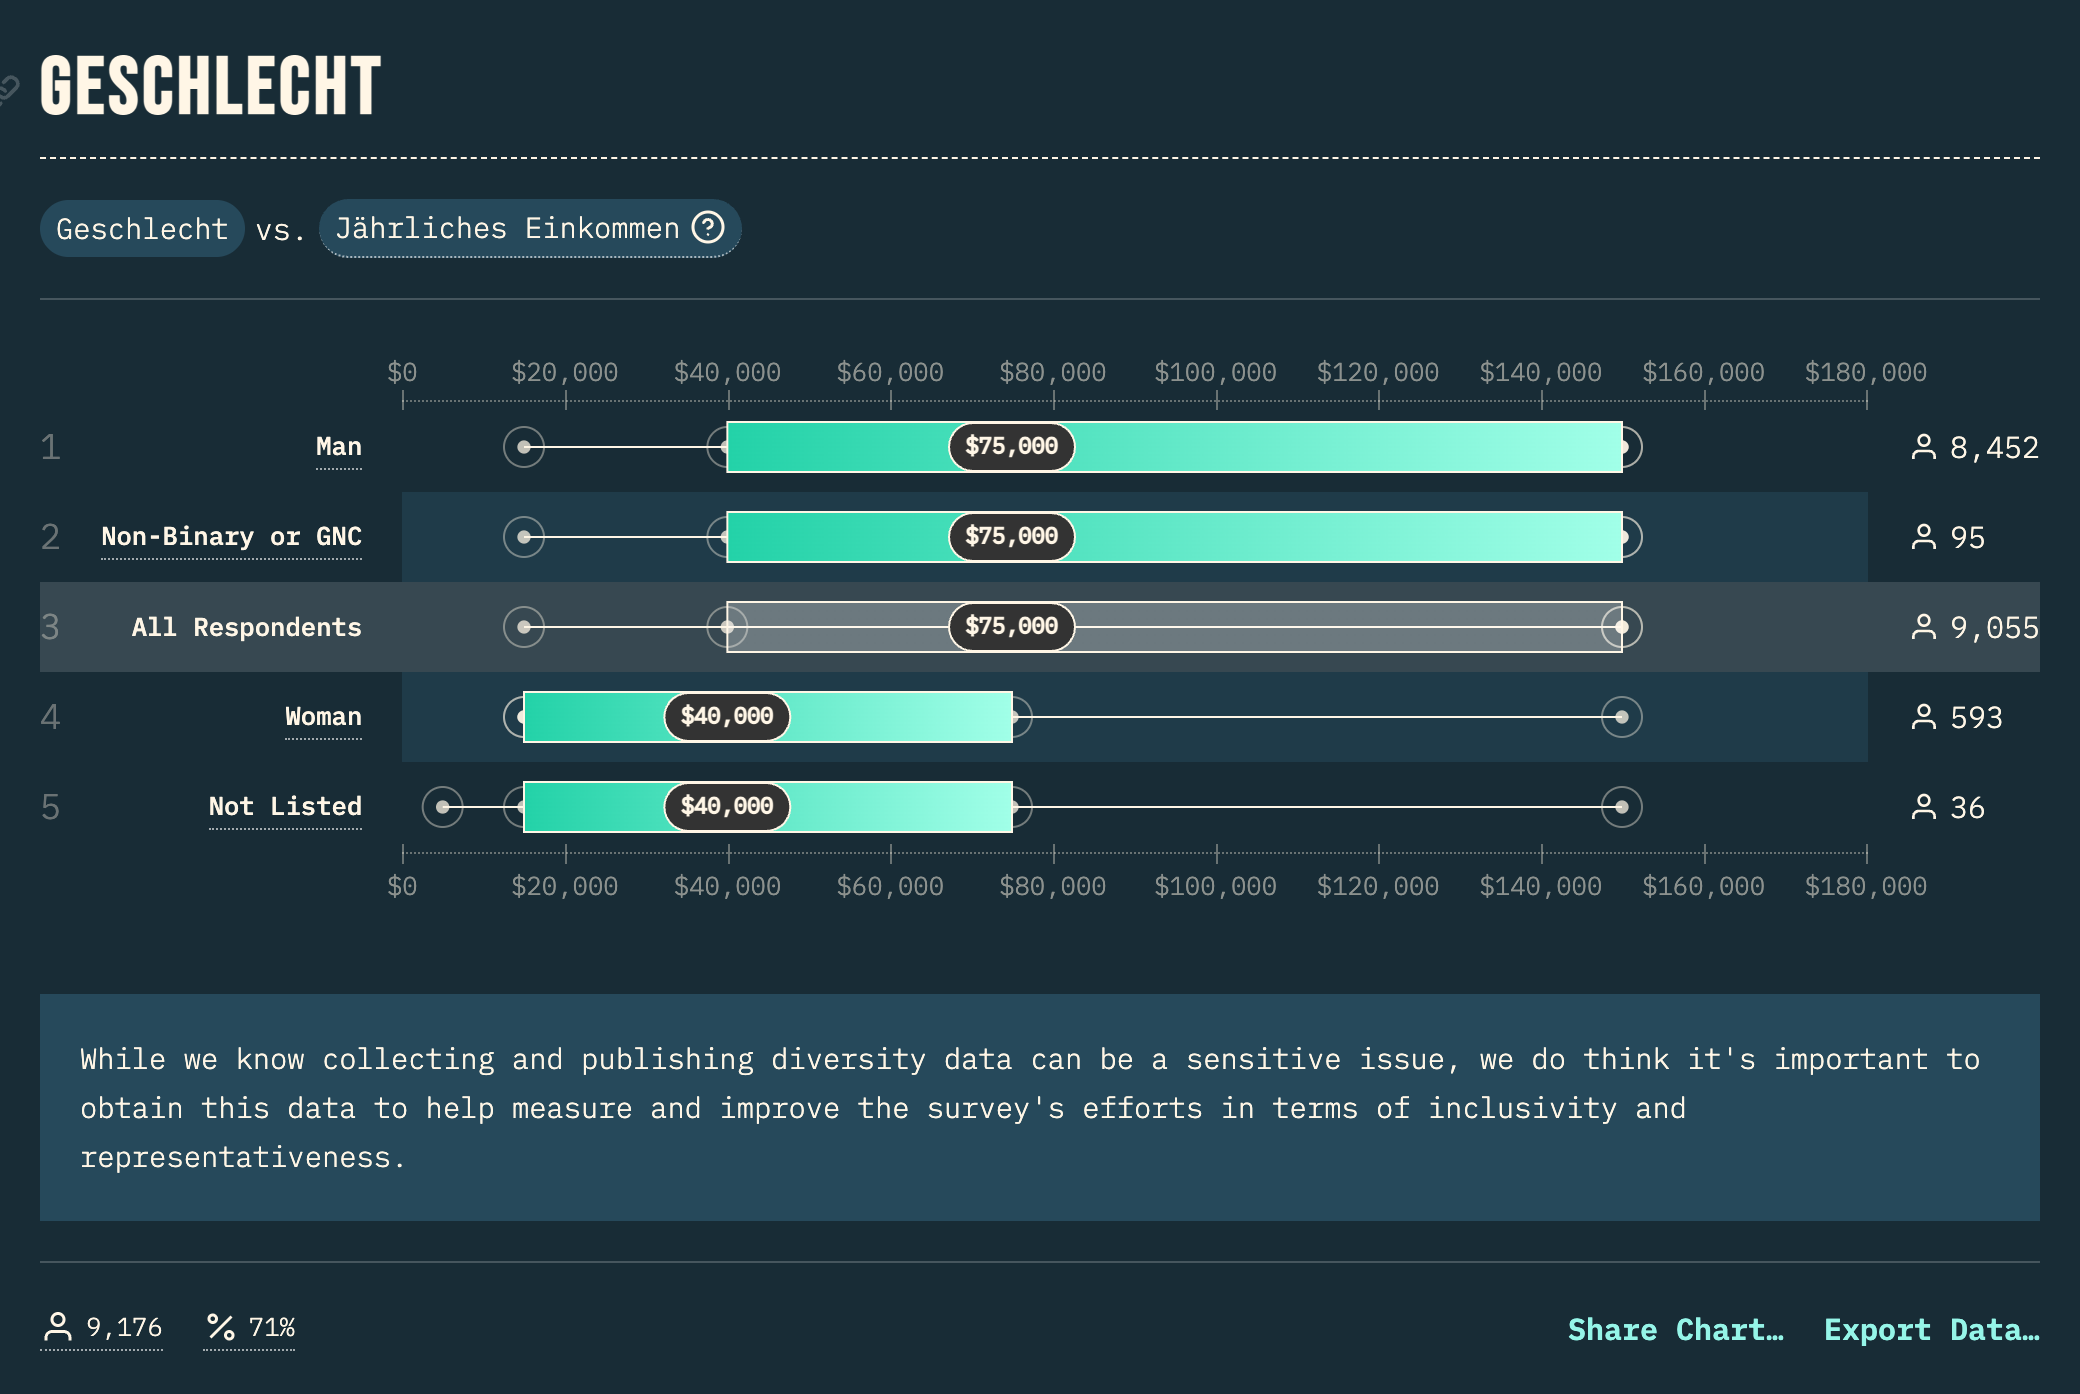 GESCHLECHT
Geschlecht vs. Jährliches Einkommen ?
$0 $20,000 $40,000 $60,000 $80,000 $100,000 $120,000 $140,000 $160,000 $180,000
1 Man $75,000 8,452
2 Non-Binary or GNC $75,000 95
3 All Respondents $75,000 9,055
4 Woman $40,000 593
5 Not Listed $40,000 36
$0 $20,000 $40,000 $60,000 $80,000 $100,000 $120,000 $140,000 $160,000 $180,000
While we know collecting and publishing diversity data can be a sensitive issue, we do think it's important to
obtain this data to help measure and improve the survey's efforts in terms of inclusivity and
representativeness.
9,176 % 71% Share Chart… Export Data…